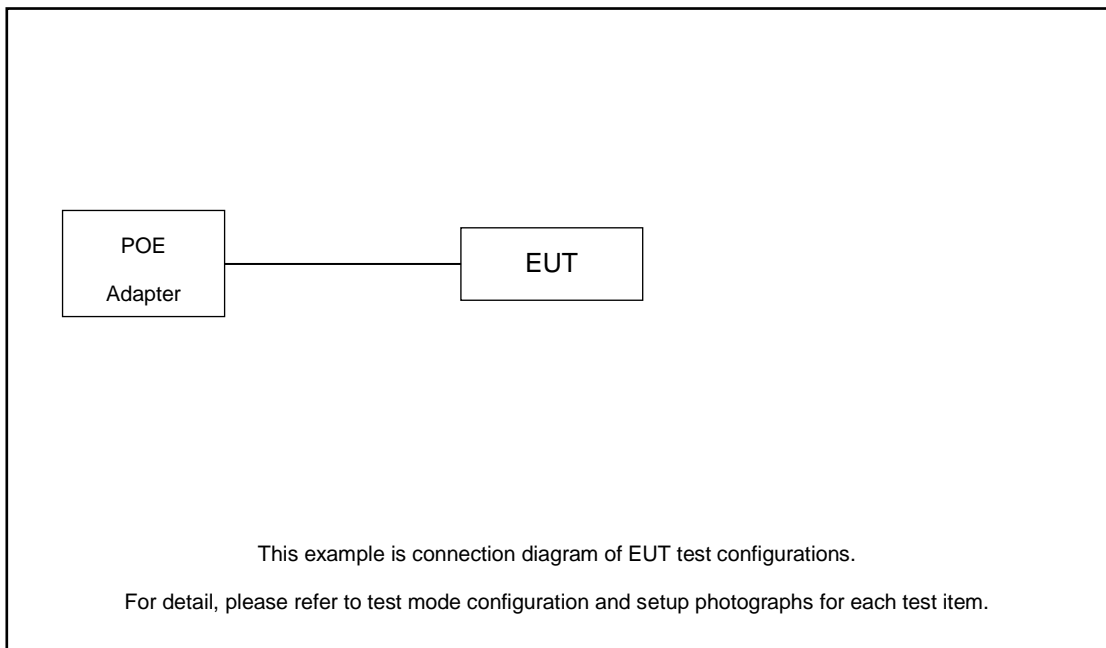 POE
Adapter
EUT
This example is connection diagram of EUT test configurations.
For detail, please refer to test mode configuration and setup photographs for each test item.